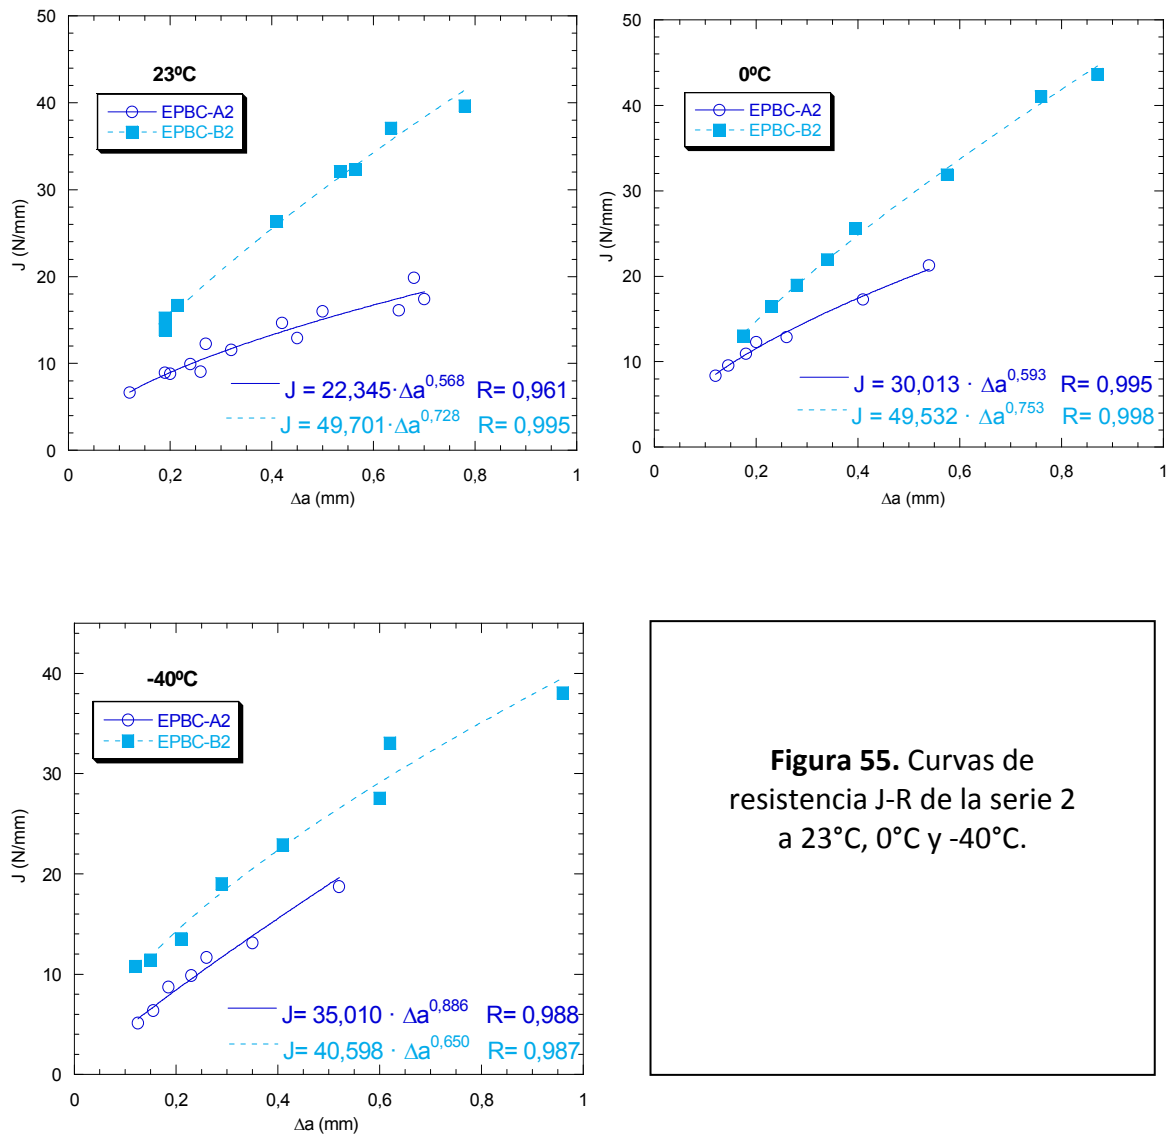 23ºC
EPBC-A2
EPBC-B2
J (N/mm)
50
40
30
20
10
0
J = 22,345·Δa^0,568 R= 0,961
J = 49,701·Δa^0,728 R= 0,995
0 0,2 0,4 0,6 0,8 1
Δa (mm)
0ºC
EPBC-A2
EPBC-B2
J (N/mm)
50
40
30
20
10
0
J = 30,013 · Δa^0,593 R= 0,995
J = 49,532 · Δa^0,753 R= 0,998
0 0,2 0,4 0,6 0,8 1
Δa (mm)
-40ºC
EPBC-A2
EPBC-B2
J (N/mm)
40
30
20
10
0
J= 35,010 · Δa^0,886 R= 0,988
J= 40,598 · Δa^0,650 R= 0,987
0 0,2 0,4 0,6 0,8 1
Δa (mm)
Figura 55. Curvas de
resistencia J-R de la serie 2
a 23°C, 0°C y -40°C.